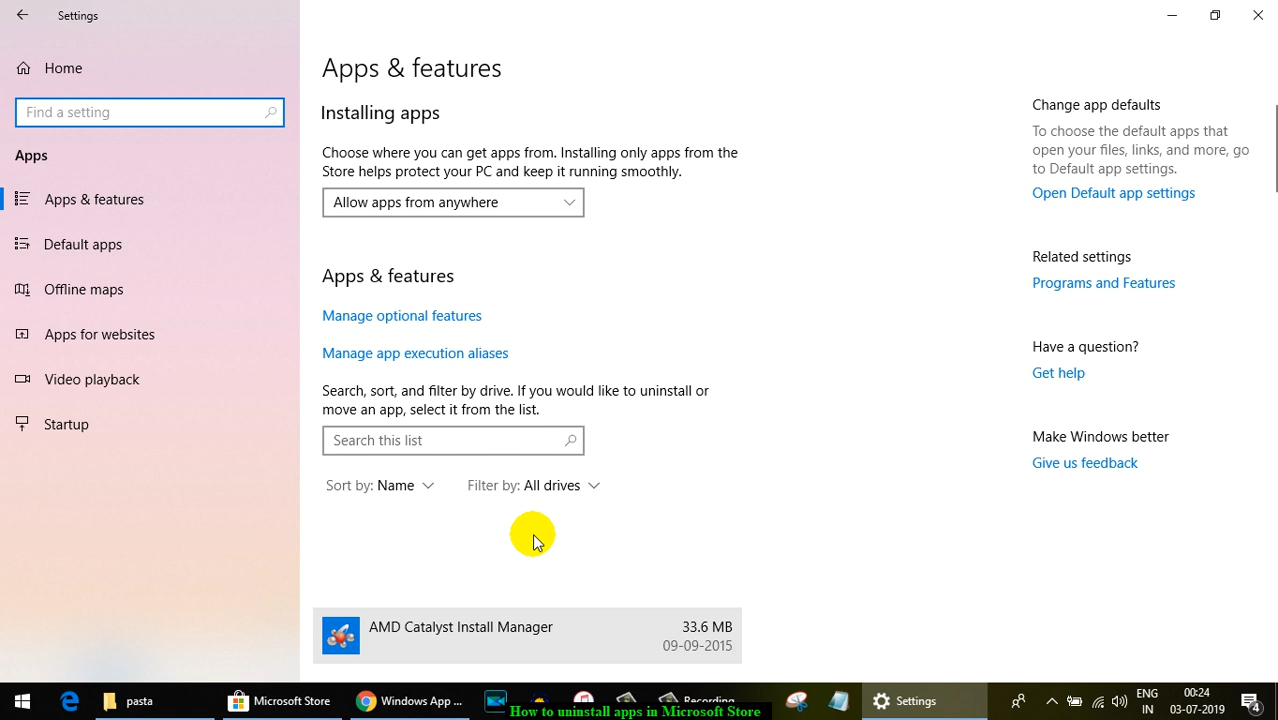 Settings
Home
Find a setting
Apps
Apps & features
Default apps
Offline maps
Apps for websites
Video playback
Startup
Apps & features
Installing apps
Choose where you can get apps from. Installing only apps from the
Store helps protect your PC and keep it running smoothly.
Allow apps from anywhere
Apps & features
Manage optional features
Manage app execution aliases
Search, sort, and filter by drive. If you would like to uninstall or
move an app, select it from the list.
Search this list
Sort by: Name
Filter by: All drives
AMD Catalyst Install Manager
33.6 MB
09-09-2015
Change app defaults
To choose the default apps that
open your files, links, and more, go
to Default app settings.
Open Default app settings
Related settings
Programs and Features
Have a question?
Get help
Make Windows better
Give us feedback
pasta
Microsoft Store
Windows App ...
Recording
Settings
ENG
IN
00:24
03-07-2019
4
How to uninstall apps in Microsoft Store